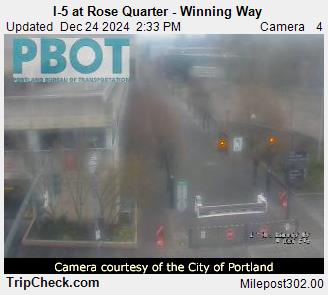 I-5 at Rose Quarter - Winning Way
Updated Dec 24 2024 2:33 PM Camera 4
PBOT
PORTLAND BUREAU OF TRANSPORTATION
Camera courtesy of the City of Portland
TripCheck.com Milepost302.00